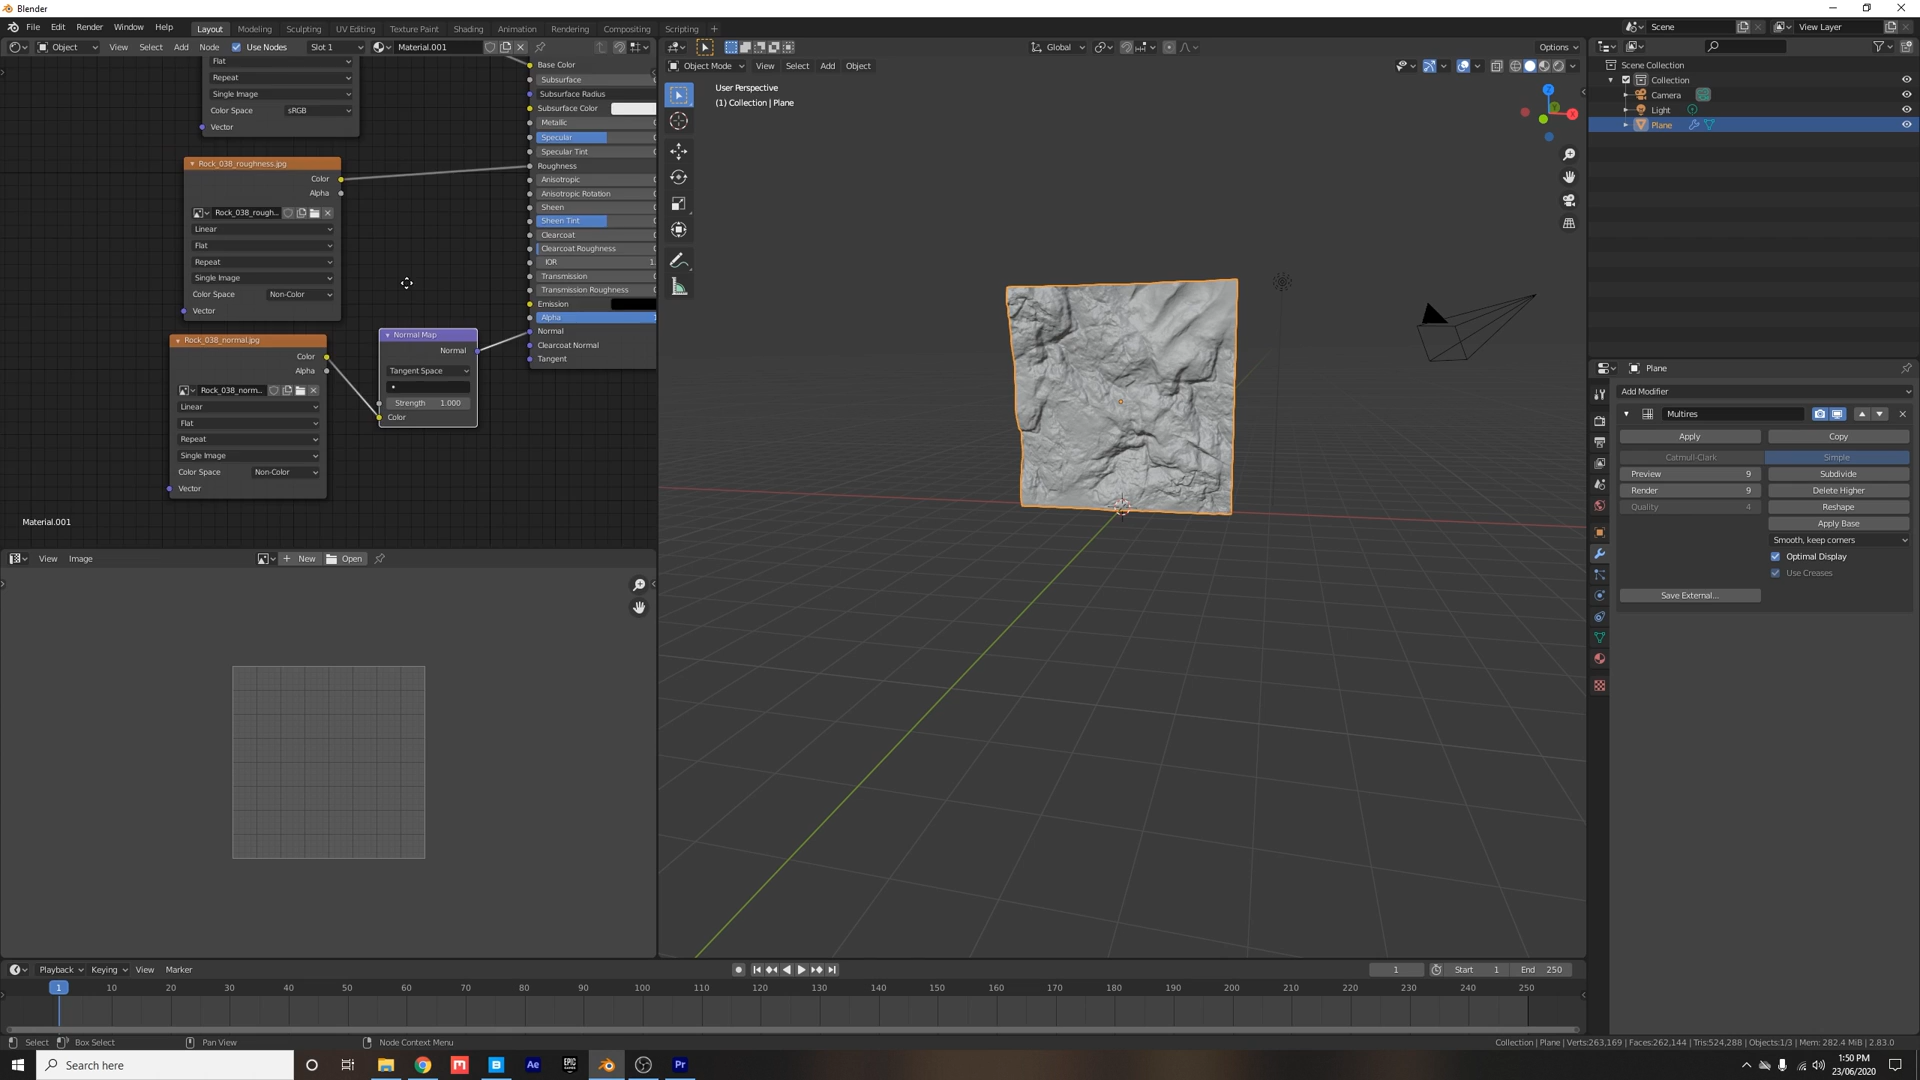 Blender
File Edit Render Window Help Layout Modeling Sculpting UV Editing Texture Paint Shading Animation Rendering Compositing Scripting + Scene View Layer
Object View Select Add Node Use Nodes Slot 1 Material.001 Global Options
Object Mode View Select Add Object
User Perspective
(1) Collection | Plane
Flat
Repeat
Single Image
Color Space sRGB
Vector
Rock_038_roughness.jpg
Color
Alpha
Rock_038_rough...
Linear
Flat
Repeat
Single Image
Color Space Non-Color
Vector
Rock_038_normal.jpg
Color
Alpha
Rock_038_norm...
Linear
Flat
Repeat
Single Image
Color Space Non-Color
Vector
Normal Map
Normal
Tangent Space
Strength 1.000
Color
Base Color
Subsurface
Subsurface Radius
Subsurface Color
Metallic
Specular
Specular Tint
Roughness
Anisotropic
Anisotropic Rotation
Sheen
Sheen Tint
Clearcoat
Clearcoat Roughness
IOR 1.
Transmission
Transmission Roughness
Emission
Alpha 1
Normal
Clearcoat Normal
Tangent
Material.001
View Image + New Open
Z
X
Y
Scene Collection
Collection
Camera
Light
Plane
Plane
Add Modifier
Multires
Apply Copy
Catmull-Clark Simple
Preview 9 Subdivide
Render 9 Delete Higher
Quality 4 Reshape
Apply Base
Smooth, keep corners
Optimal Display
Use Creases
Save External...
Playback Keying View Marker 1 Start 1 End 250
1 10 20 30 40 50 60 70 80 90 100 110 120 130 140 150 160 170 180 190 200 210 220 230 240 250
Select Box Select Pan View Node Context Menu Collection | Plane | Verts:263,169 | Faces:262,144 | Tris:524,288 | Objects:1/3 | Mem: 282.4 MiB | 2.83.0
Search here
Ae
EPIC GAMES
Pr
1:50 PM
23/06/2020